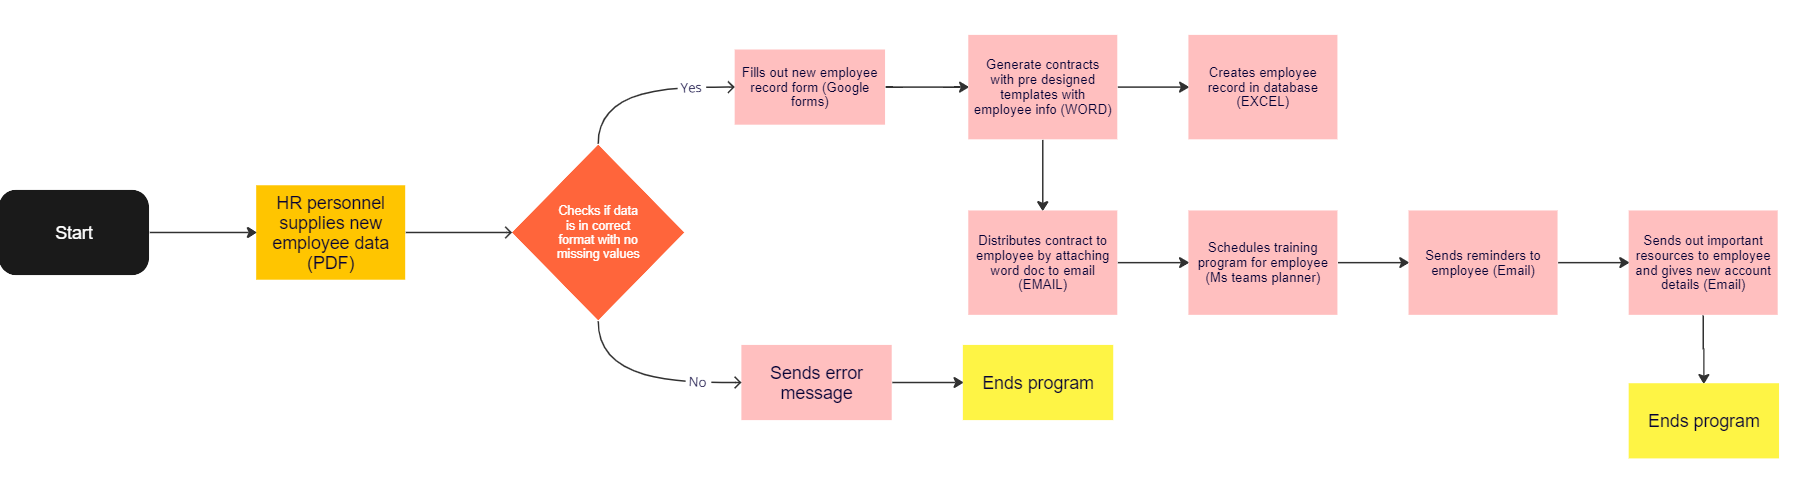 Start
HR personnel
supplies new
employee data
(PDF)
Checks if data
is in correct
format with no
missing values
Yes
Fills out new employee
record form (Google
forms)
Generate contracts
with pre designed
templates with
employee info (WORD)
Creates employee
record in database
(EXCEL)
Distributes contract to
employee by attaching
word doc to email
(EMAIL)
Schedules training
program for employee
(Ms teams planner)
Sends reminders to
employee (Email)
Sends out important
resources to employee
and gives new account
details (Email)
Ends program
No
Sends error
message
Ends program